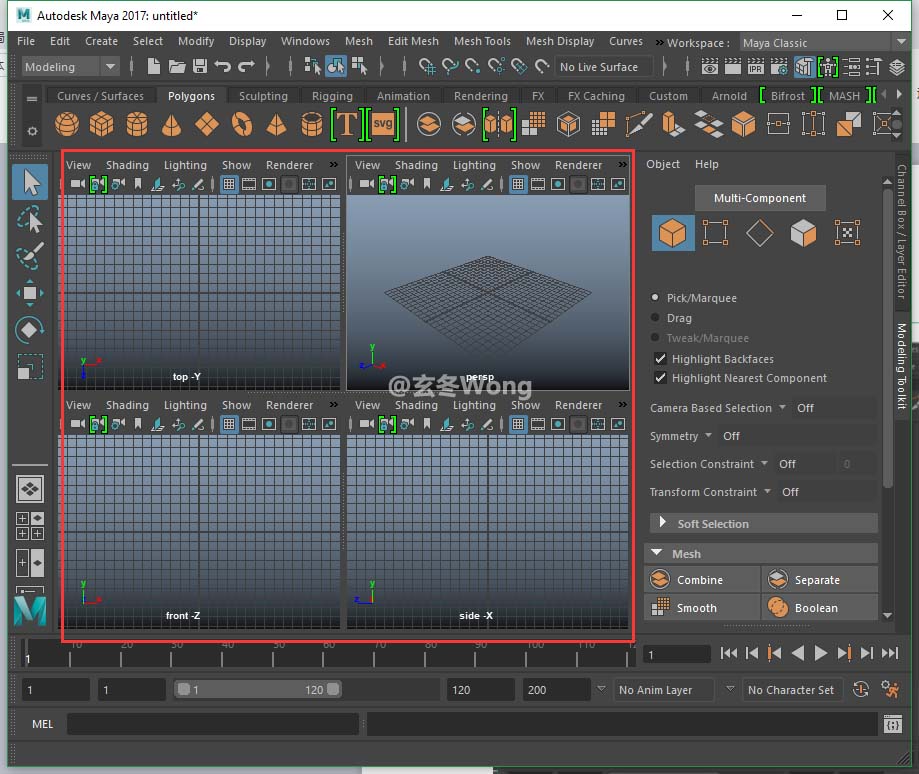 Autodesk Maya 2017: untitled*
File Edit Create Select Modify Display Windows Mesh Edit Mesh Mesh Tools Mesh Display Curves » Workspace : Maya Classic
Modeling No Live Surface IPR
Curves / Surfaces Polygons Sculpting Rigging Animation Rendering FX FX Caching Custom Arnold Bifrost MASH
T SVG
View Shading Lighting Show Renderer »
View Shading Lighting Show Renderer »
Object Help
Multi-Component
Pick/Marquee
Drag
Tweak/Marquee
Highlight Backfaces
Highlight Nearest Component
Camera Based Selection Off
Symmetry Off
Selection Constraint Off 0
Transform Constraint Off
Soft Selection
Mesh
Combine Separate
Smooth Boolean
Channel Box / Layer Editor
Modeling Toolkit
y x z
top -Y
y x z
persp
@玄冬Wong
View Shading Lighting Show Renderer »
View Shading Lighting Show Renderer »
y x
front -Z
y z
side -X
1 10 20 30 40 50 60 70 80 90 100 110 12
1
1 1 1 120 120 200 No Anim Layer No Character Set
MEL